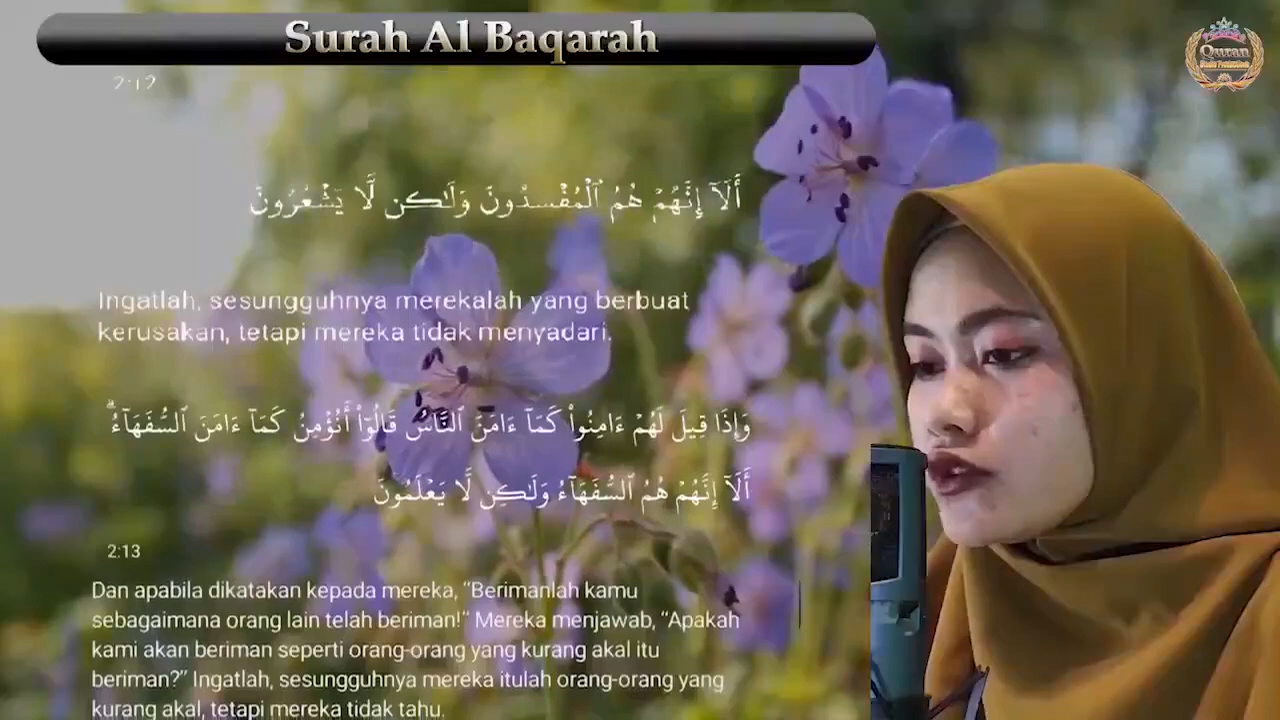 Surah Al Baqarah
Quran
2:12
أَلَآ إِنَّهُمْ هُمُ ٱلْمُفْسِدُونَ وَلَـٰكِن لَّا يَشْعُرُونَ
Ingatlah, sesungguhnya merekalah yang berbuat
kerusakan, tetapi mereka tidak menyadari.
وَإِذَا قِيلَ لَهُمْ ءَامِنُوا۟ كَمَآ ءَامَنَ ٱلنَّاسُ قَالُوٓا۟ أَنُؤْمِنُ كَمَآ ءَامَنَ ٱلسُّفَهَآءُ ۗ
أَلَآ إِنَّهُمْ هُمُ ٱلسُّفَهَآءُ وَلَـٰكِن لَّا يَعْلَمُونَ
2:13
Dan apabila dikatakan kepada mereka, “Berimanlah kamu
sebagaimana orang lain telah beriman!” Mereka menjawab, “Apakah
kami akan beriman seperti orang-orang yang kurang akal itu
beriman?” Ingatlah, sesungguhnya mereka itulah orang-orang yang
kurang akal, tetapi mereka tidak tahu.